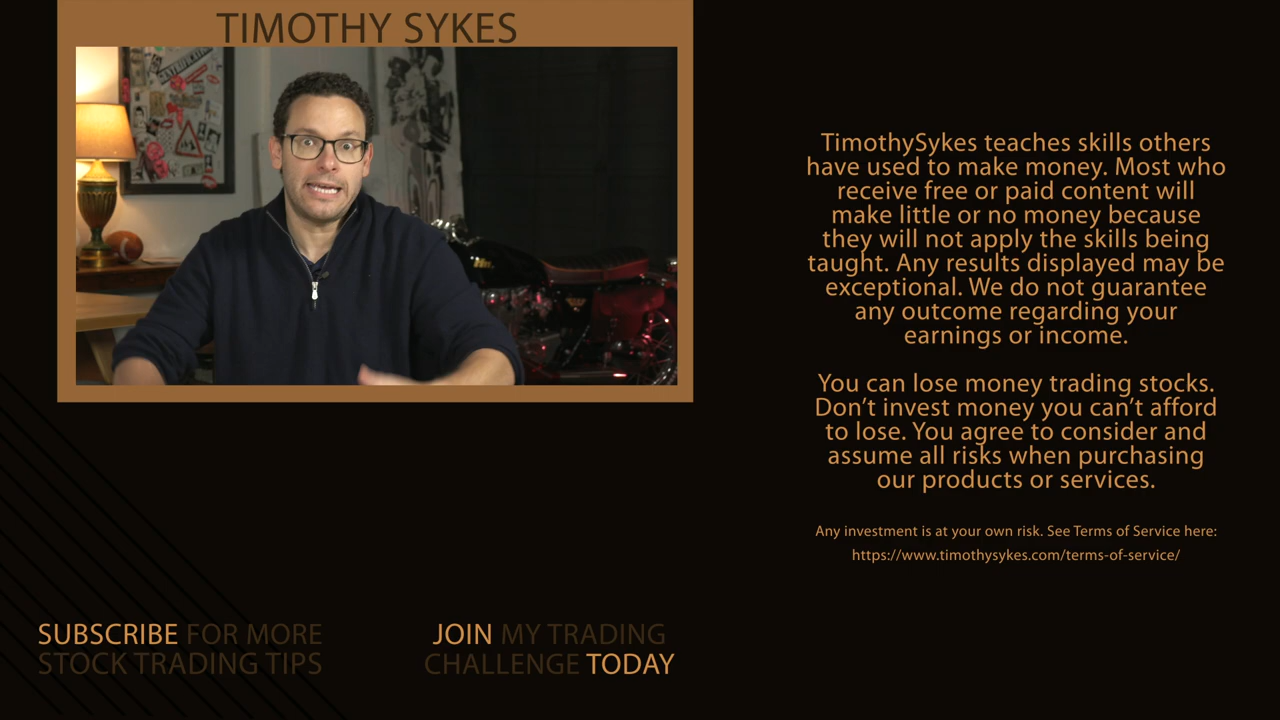 TIMOTHY SYKES
TimothySykes teaches skills others
have used to make money. Most who
receive free or paid content will
make little or no money because
they will not apply the skills being
taught. Any results displayed may be
exceptional. We do not guarantee
any outcome regarding your
earnings or income.
You can lose money trading stocks.
Don’t invest money you can’t afford
to lose. You agree to consider and
assume all risks when purchasing
our products or services.
Any investment is at your own risk. See Terms of Service here:
https://www.timothysykes.com/terms-of-service/
SUBSCRIBE FOR MORE
STOCK TRADING TIPS
JOIN MY TRADING
CHALLENGE TODAY